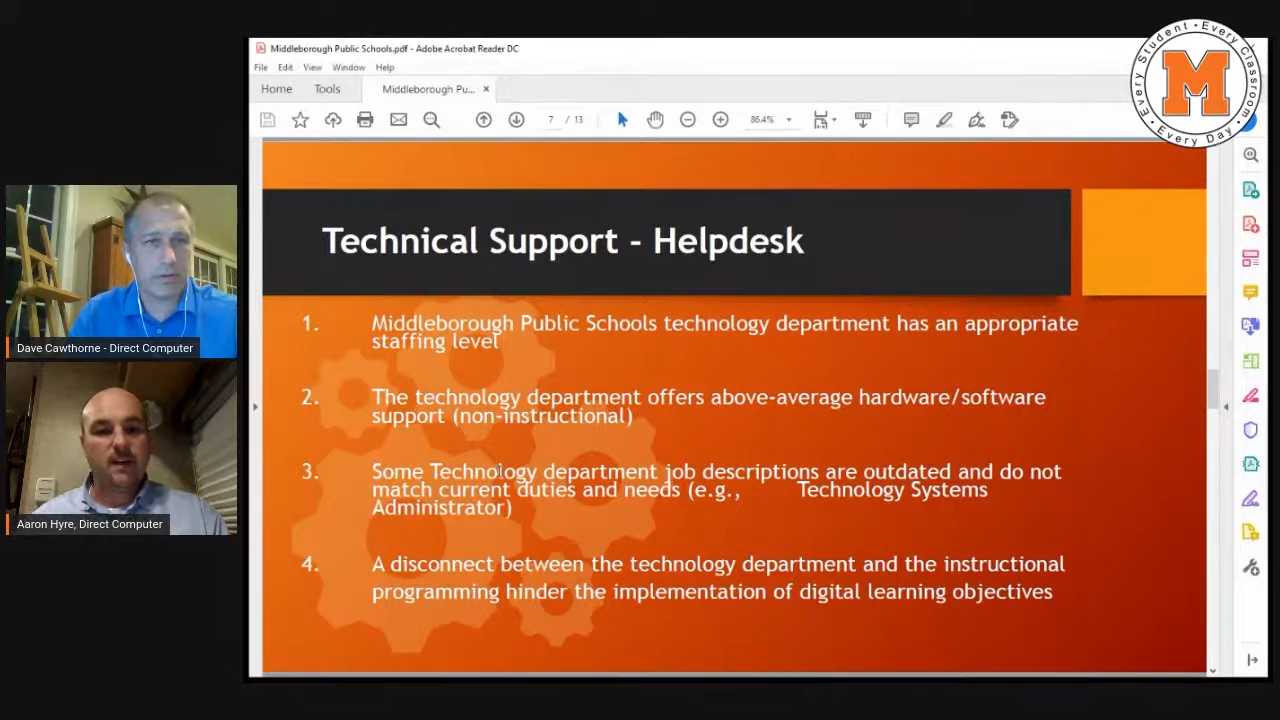 Middleborough Public Schools.pdf - Adobe Acrobat Reader DC
File Edit View Window Help
Home Tools Middleborough Pu... ×
7 / 13 86.4%
Every Student • Every Classroom • Every Day •
M
Technical Support - Helpdesk
1. Middleborough Public Schools technology department has an appropriate
staffing level
2. The technology department offers above-average hardware/software
support (non-instructional)
3. Some Technology department job descriptions are outdated and do not
match current duties and needs (e.g., Technology Systems
Administrator)
4. A disconnect between the technology department and the instructional
programming hinder the implementation of digital learning objectives
Dave Cawthorne - Direct Computer
Aaron Hyre, Direct Computer